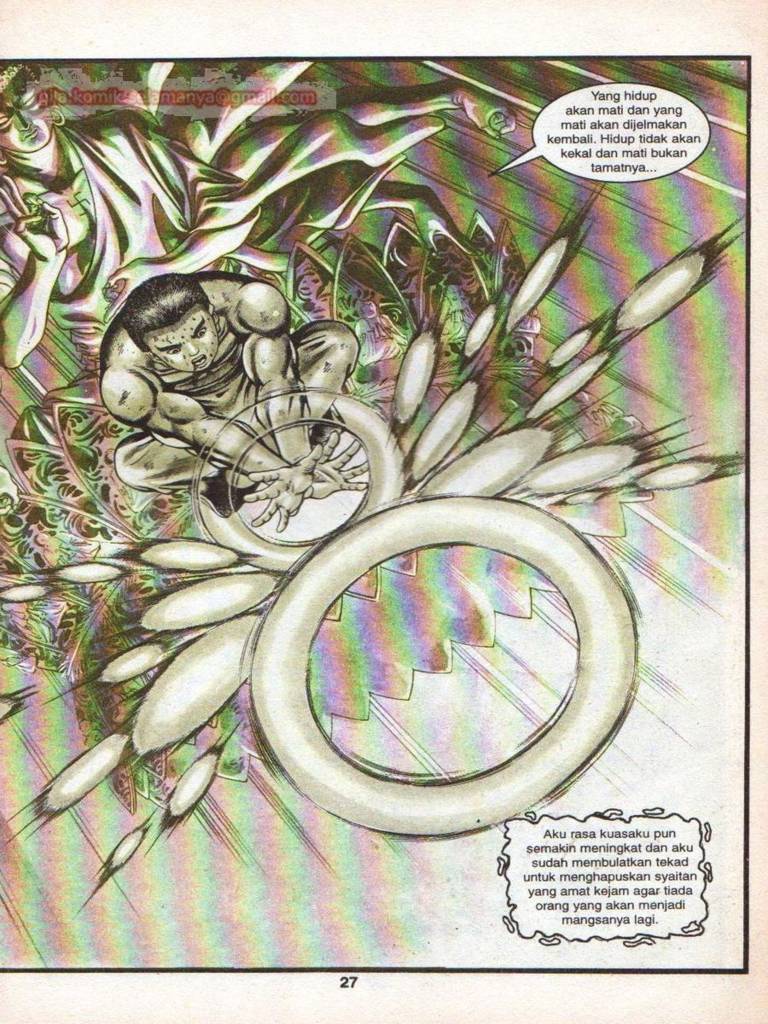 Yang hidup
akan mati dan yang
mati akan dijelmakan
kembali. Hidup tidak akan
kekal dan mati bukan
tamatnya...
Aku rasa kuasaku pun
semakin meningkat dan aku
sudah membulatkan tekad
untuk menghapuskan syaitan
yang amat kejam agar tiada
orang yang akan menjadi
mangsanya lagi.
27